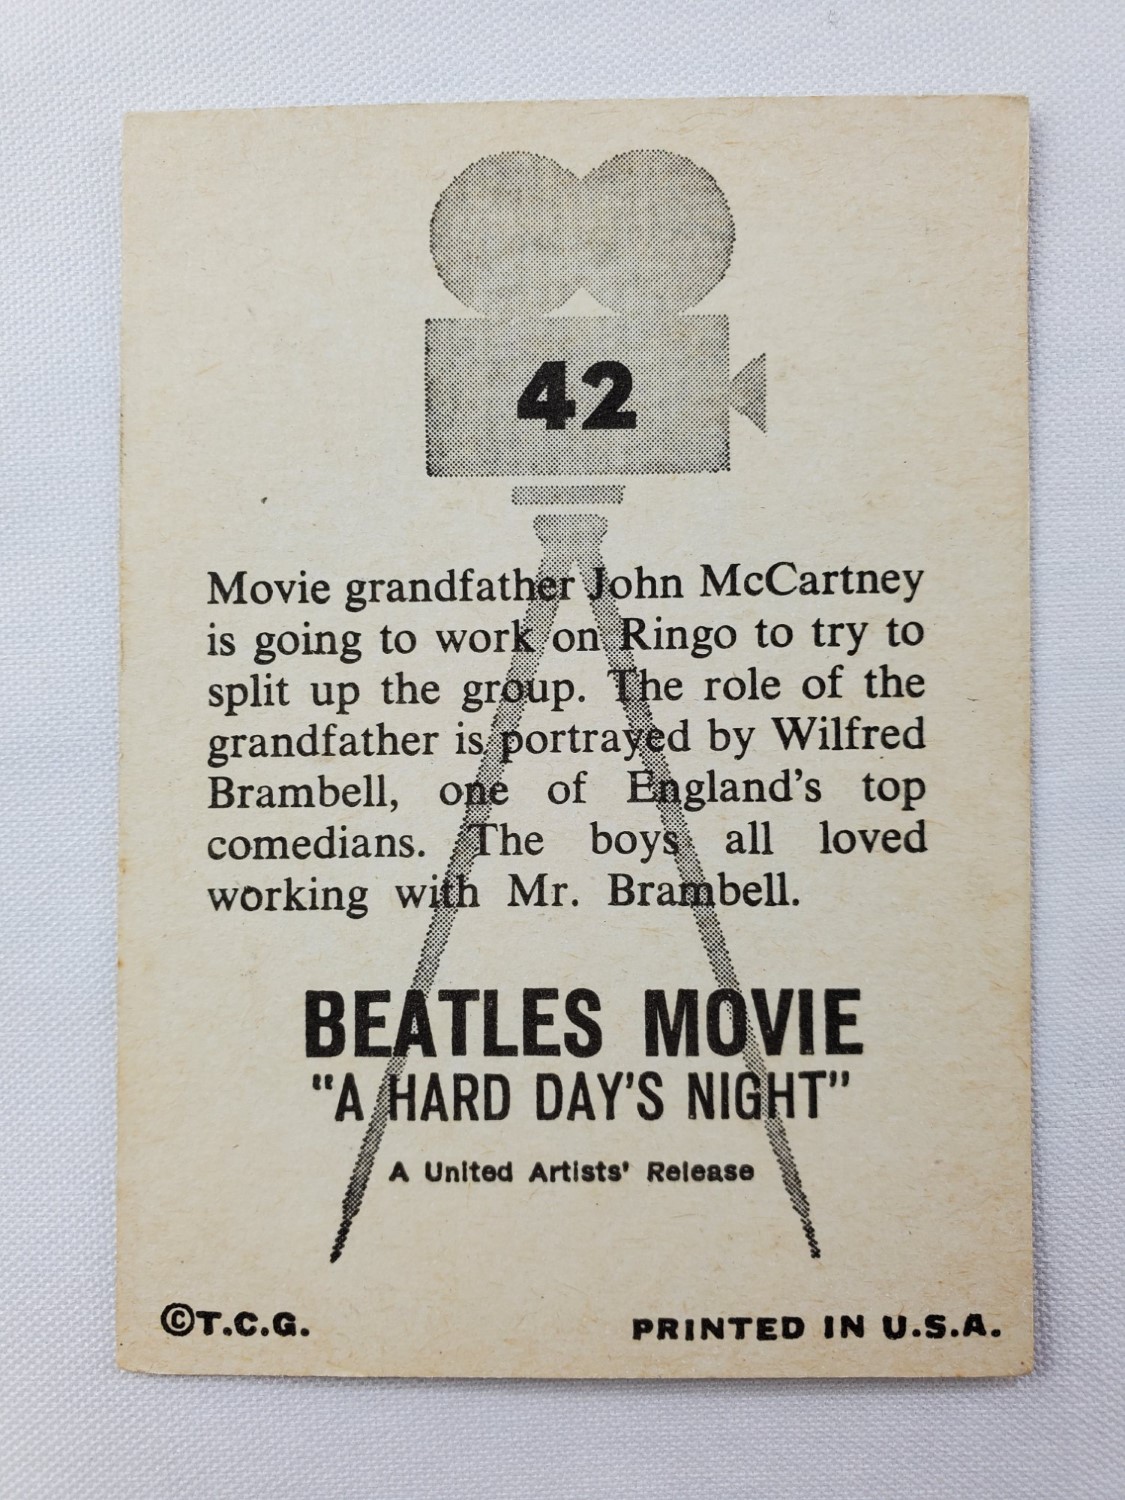 42
Movie grandfather John McCartney
is going to work on Ringo to try to
split up the group. The role of the
grandfather is portrayed by Wilfred
Brambell, one of England's top
comedians. The boys all loved
working with Mr. Brambell.
BEATLES MOVIE
"A HARD DAY'S NIGHT"
A United Artists' Release
©T.C.G.
PRINTED IN U.S.A.